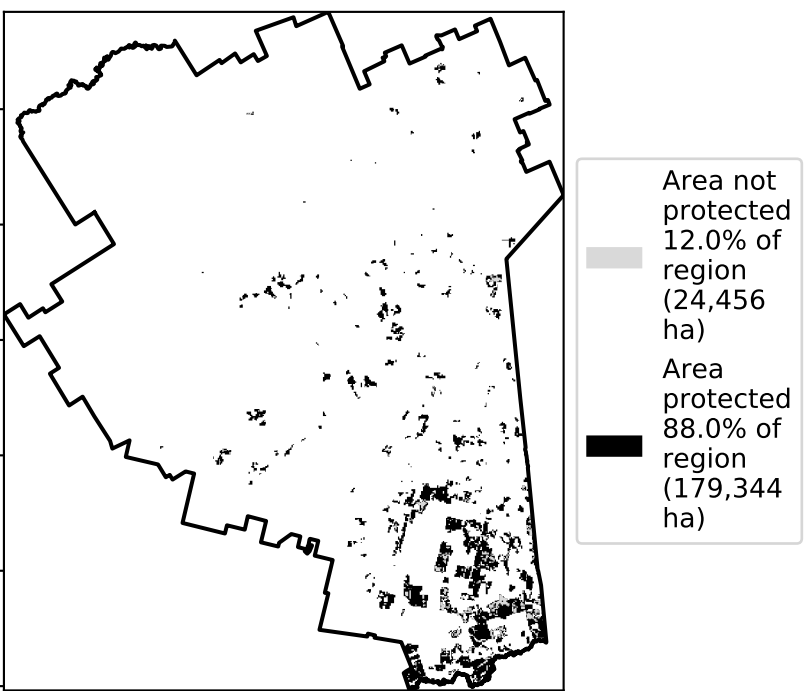 Area not
protected
12.0% of
region
(24,456
ha)
Area
protected
88.0% of
region
(179,344
ha)